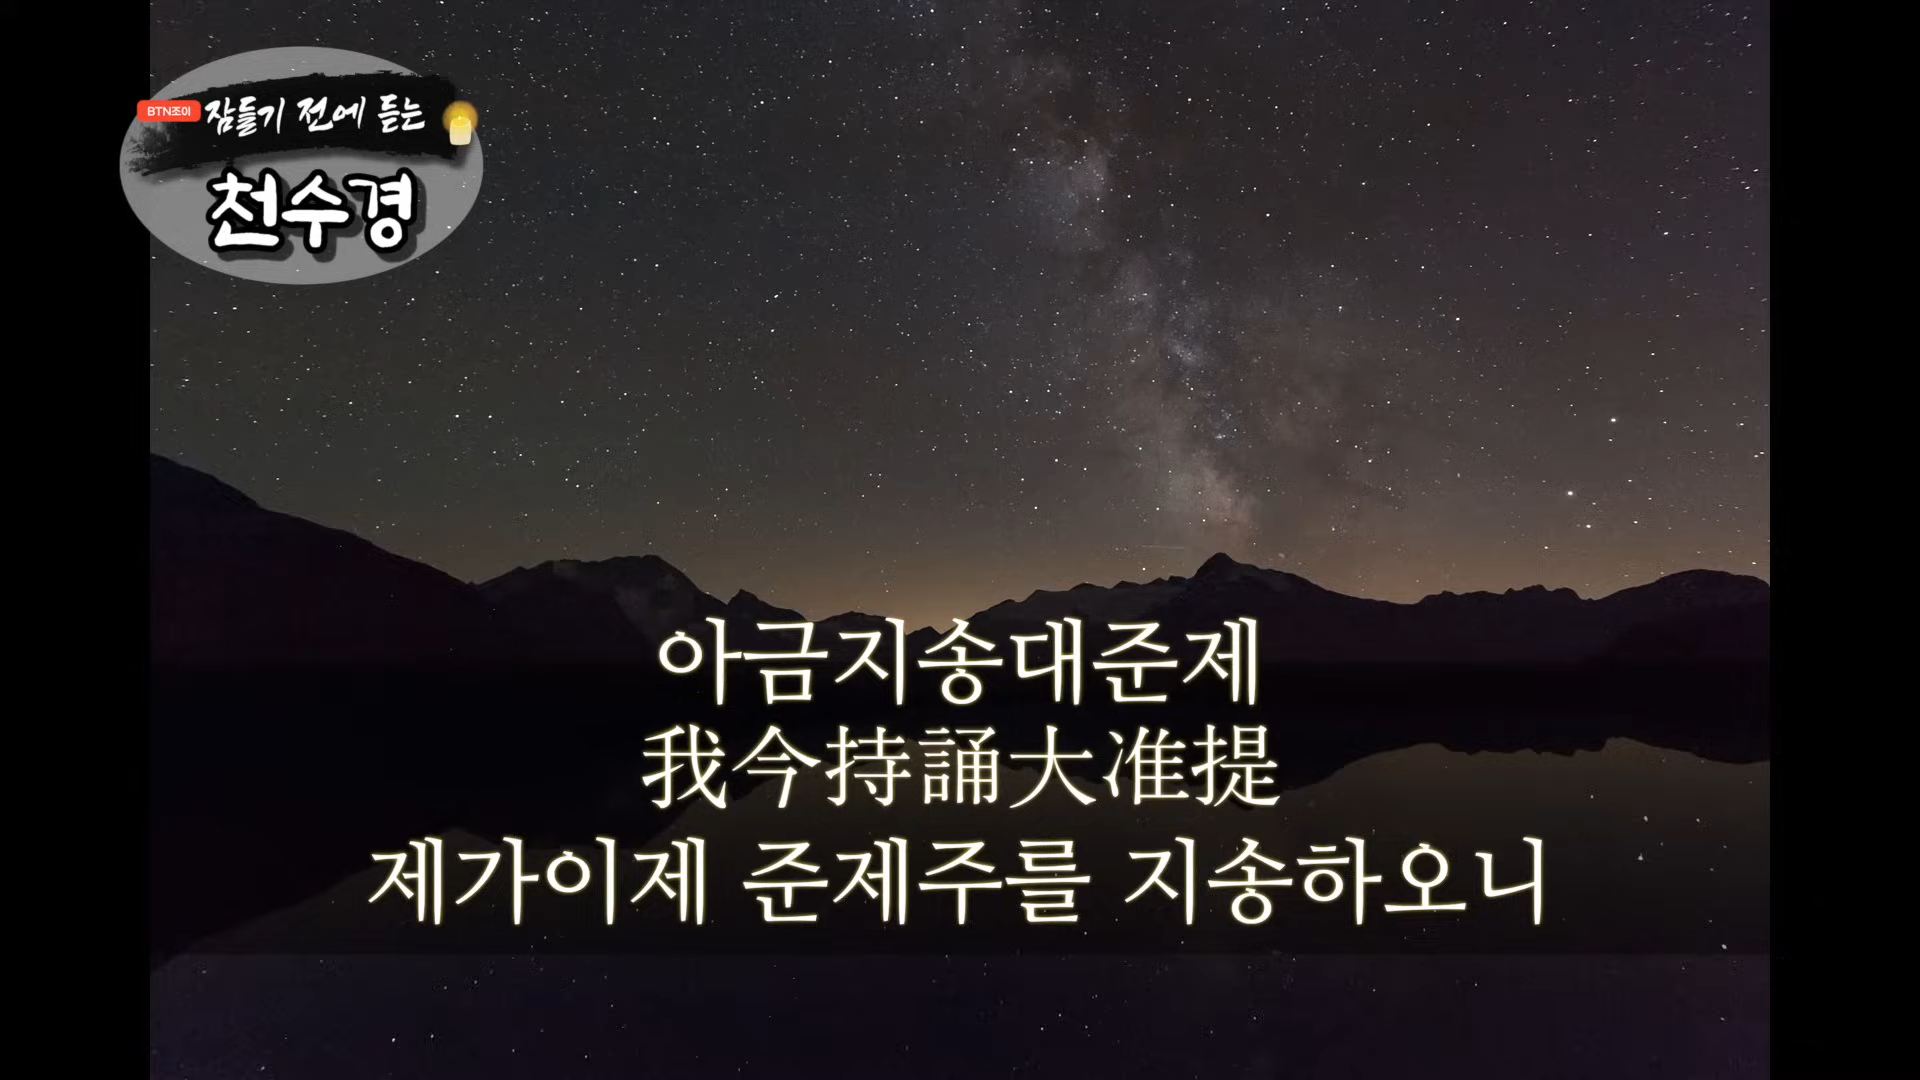 BTN조이 잠들기 전에 듣는
천수경
아금지송대준제
我今持誦大准提
제가이제 준제주를 지송하오니